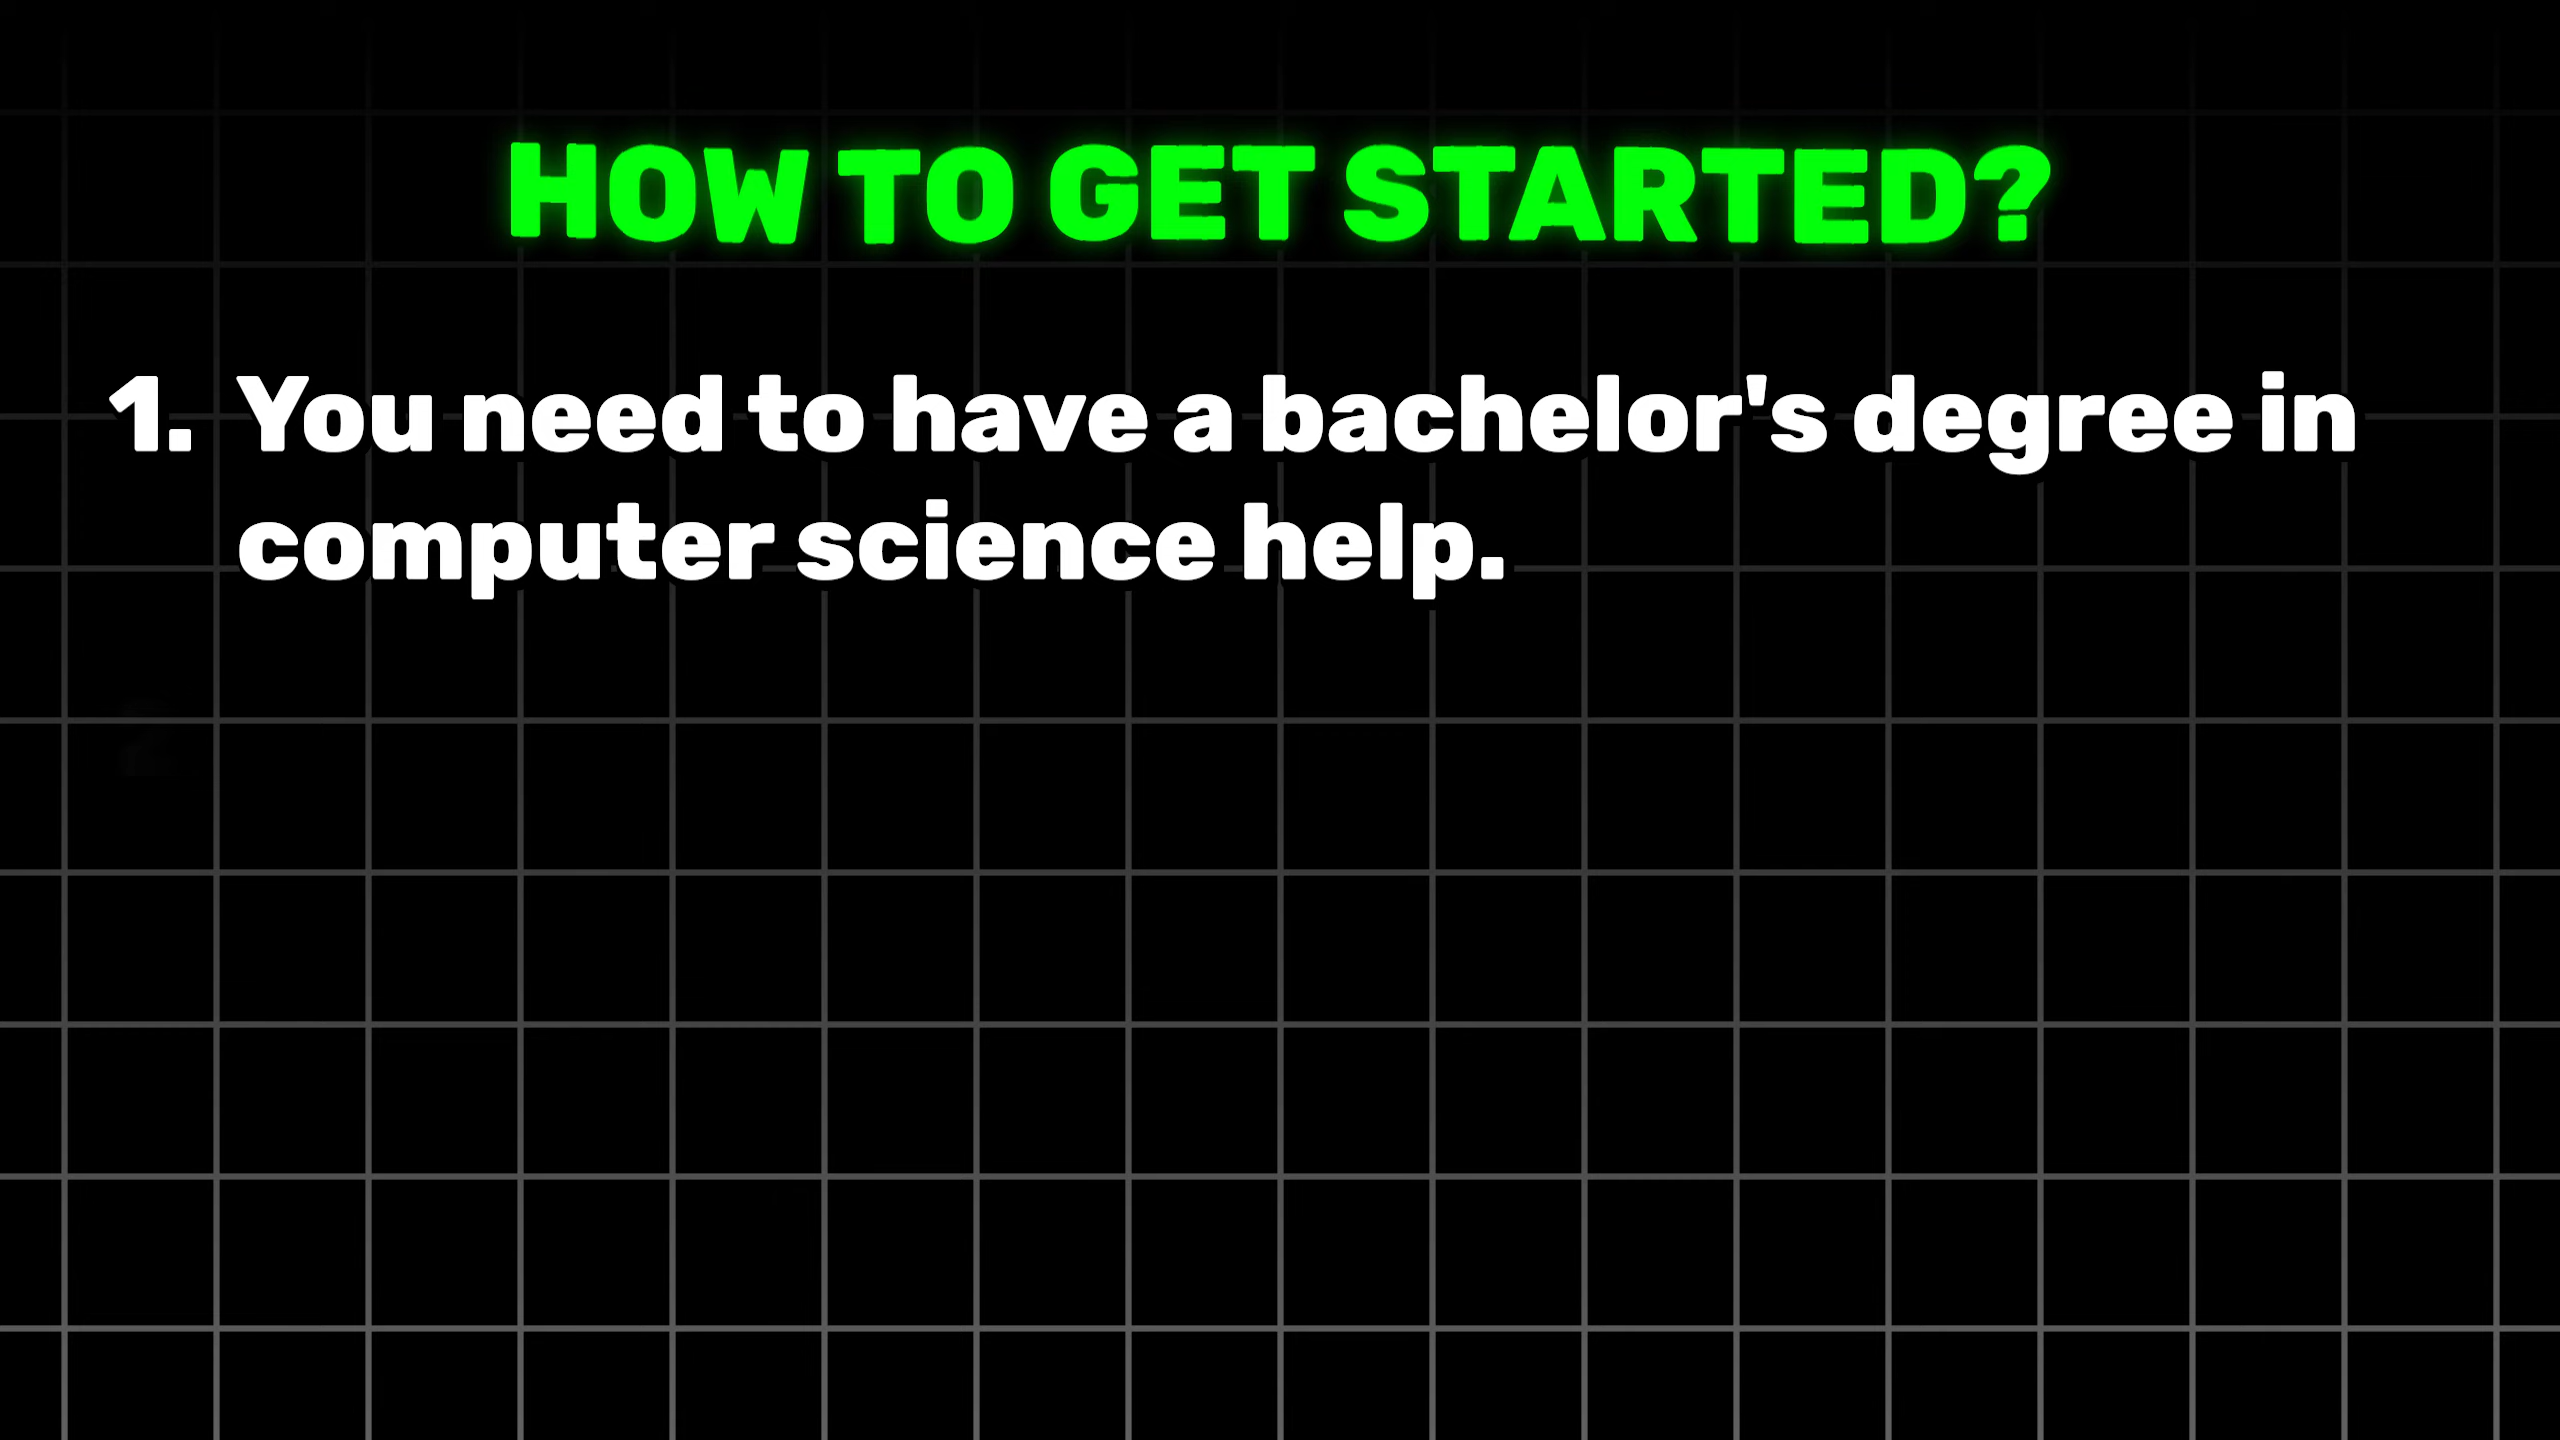 HOW TO GET STARTED?
1. You need to have a bachelor's degree in
computer science help.